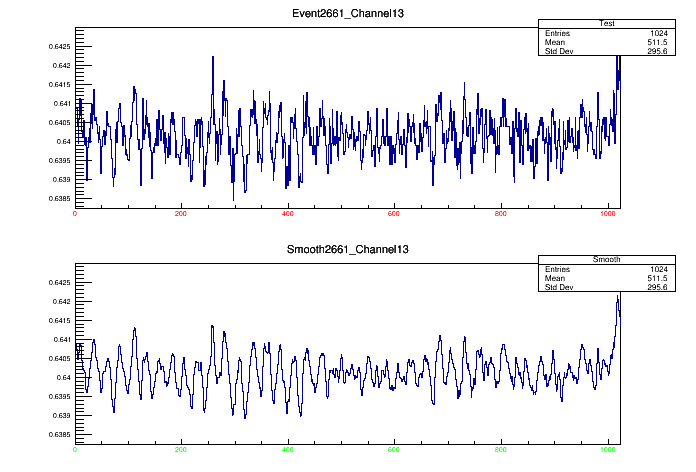 Event2661_Channel13
Test
Entries 1024
Mean 511.5
Std Dev 295.6
0.6425
0.642
0.6415
0.641
0.6405
0.64
0.6395
0.639
0.6385
0 200 400 600 800 1000
Smooth2661_Channel13
Smooth
Entries 1024
Mean 511.5
Std Dev 295.6
0.6425
0.642
0.6415
0.641
0.6405
0.64
0.6395
0.639
0.6385
0 200 400 600 800 1000